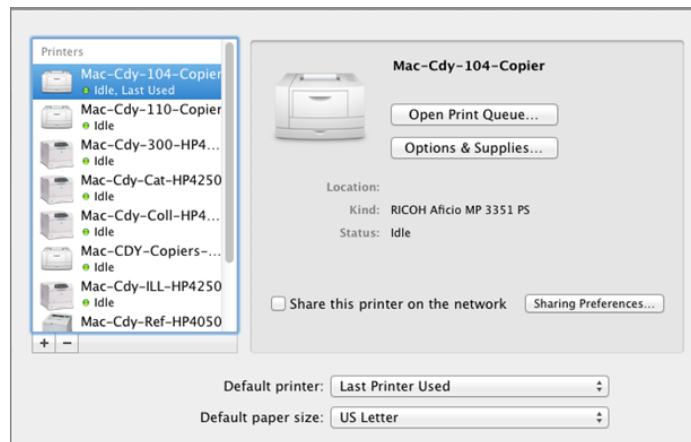 Printers
Mac-Cdy-104-Copier
Idle, Last Used
Mac-Cdy-110-Copier
Idle
Mac-Cdy-300-HP4...
Idle
Mac-Cdy-Cat-HP4250
Idle
Mac-Cdy-Coll-HP4...
Idle
Mac-CDY-Copiers-...
Idle
Mac-Cdy-ILL-HP4250
Idle
Mac-Cdy-Ref-HP4050
+ −
Mac-Cdy-104-Copier
Open Print Queue...
Options & Supplies...
Location:
Kind: RICOH Aficio MP 3351 PS
Status: Idle
Share this printer on the network Sharing Preferences...
Default printer: Last Printer Used
Default paper size: US Letter